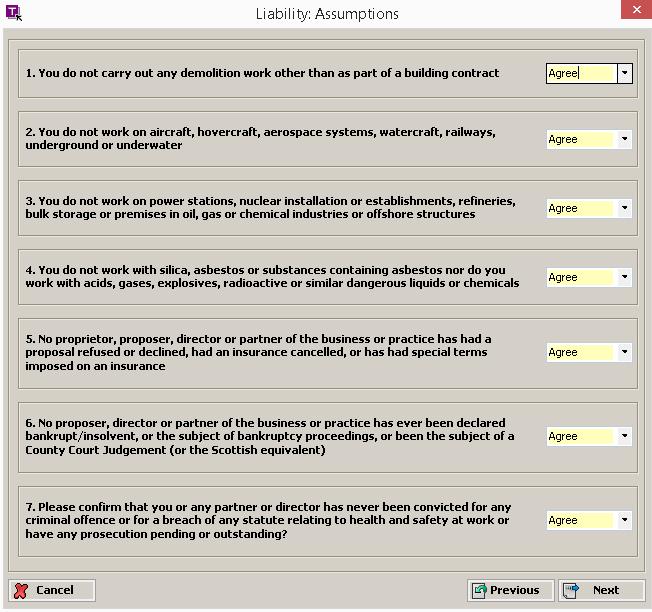 Liability: Assumptions
1. You do not carry out any demolition work other than as part of a building contract
Agree
2. You do not work on aircraft, hovercraft, aerospace systems, watercraft, railways,
underground or underwater
Agree
3. You do not work on power stations, nuclear installation or establishments, refineries,
bulk storage or premises in oil, gas or chemical industries or offshore structures
Agree
4. You do not work with silica, asbestos or substances containing asbestos nor do you
work with acids, gases, explosives, radioactive or similar dangerous liquids or chemicals
Agree
5. No proprietor, proposer, director or partner of the business or practice has had a
proposal refused or declined, had an insurance cancelled, or has had special terms
imposed on an insurance
Agree
6. No proposer, director or partner of the business or practice has ever been declared
bankrupt/insolvent, or the subject of bankruptcy proceedings, or been the subject of a
County Court Judgement (or the Scottish equivalent)
Agree
7. Please confirm that you or any partner or director has never been convicted for any
criminal offence or for a breach of any statute relating to health and safety at work or
have any prosecution pending or outstanding?
Agree
Cancel
Previous
Next